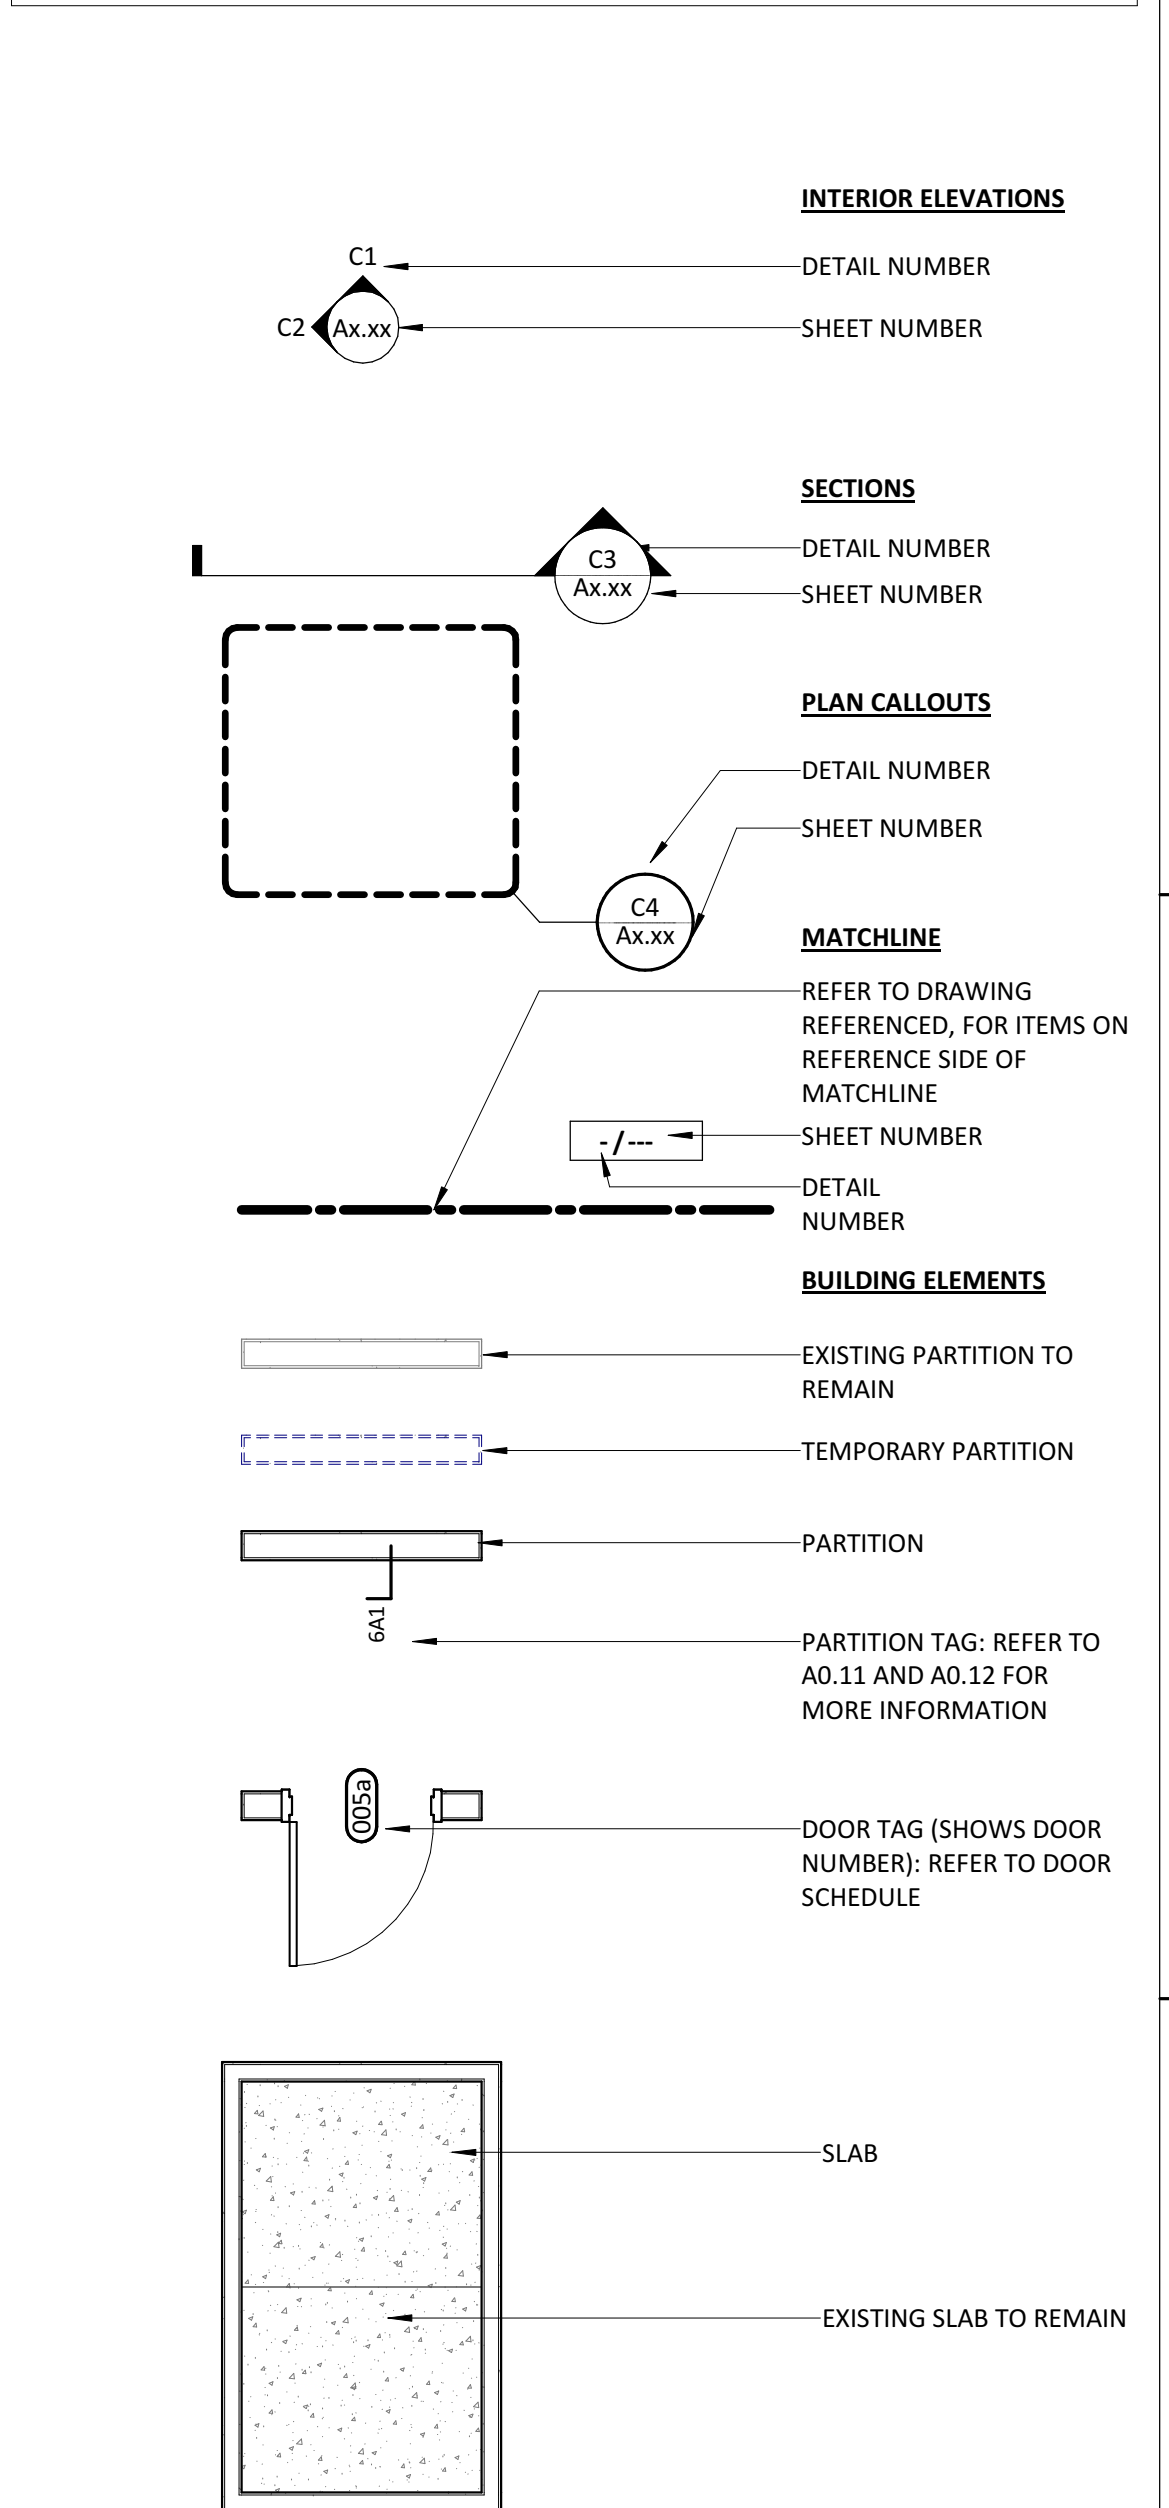 INTERIOR ELEVATIONS
C1
DETAIL NUMBER
C2
Ax.xx
SHEET NUMBER
SECTIONS
DETAIL NUMBER
C3
Ax.xx
SHEET NUMBER
PLAN CALLOUTS
DETAIL NUMBER
SHEET NUMBER
C4
Ax.xx
MATCHLINE
REFER TO DRAWING
REFERENCED, FOR ITEMS ON
REFERENCE SIDE OF
MATCHLINE
- / ---
SHEET NUMBER
DETAIL
NUMBER
BUILDING ELEMENTS
EXISTING PARTITION TO
REMAIN
TEMPORARY PARTITION
PARTITION
6A1
PARTITION TAG: REFER TO
A0.11 AND A0.12 FOR
MORE INFORMATION
005a
DOOR TAG (SHOWS DOOR
NUMBER): REFER TO DOOR
SCHEDULE
SLAB
EXISTING SLAB TO REMAIN